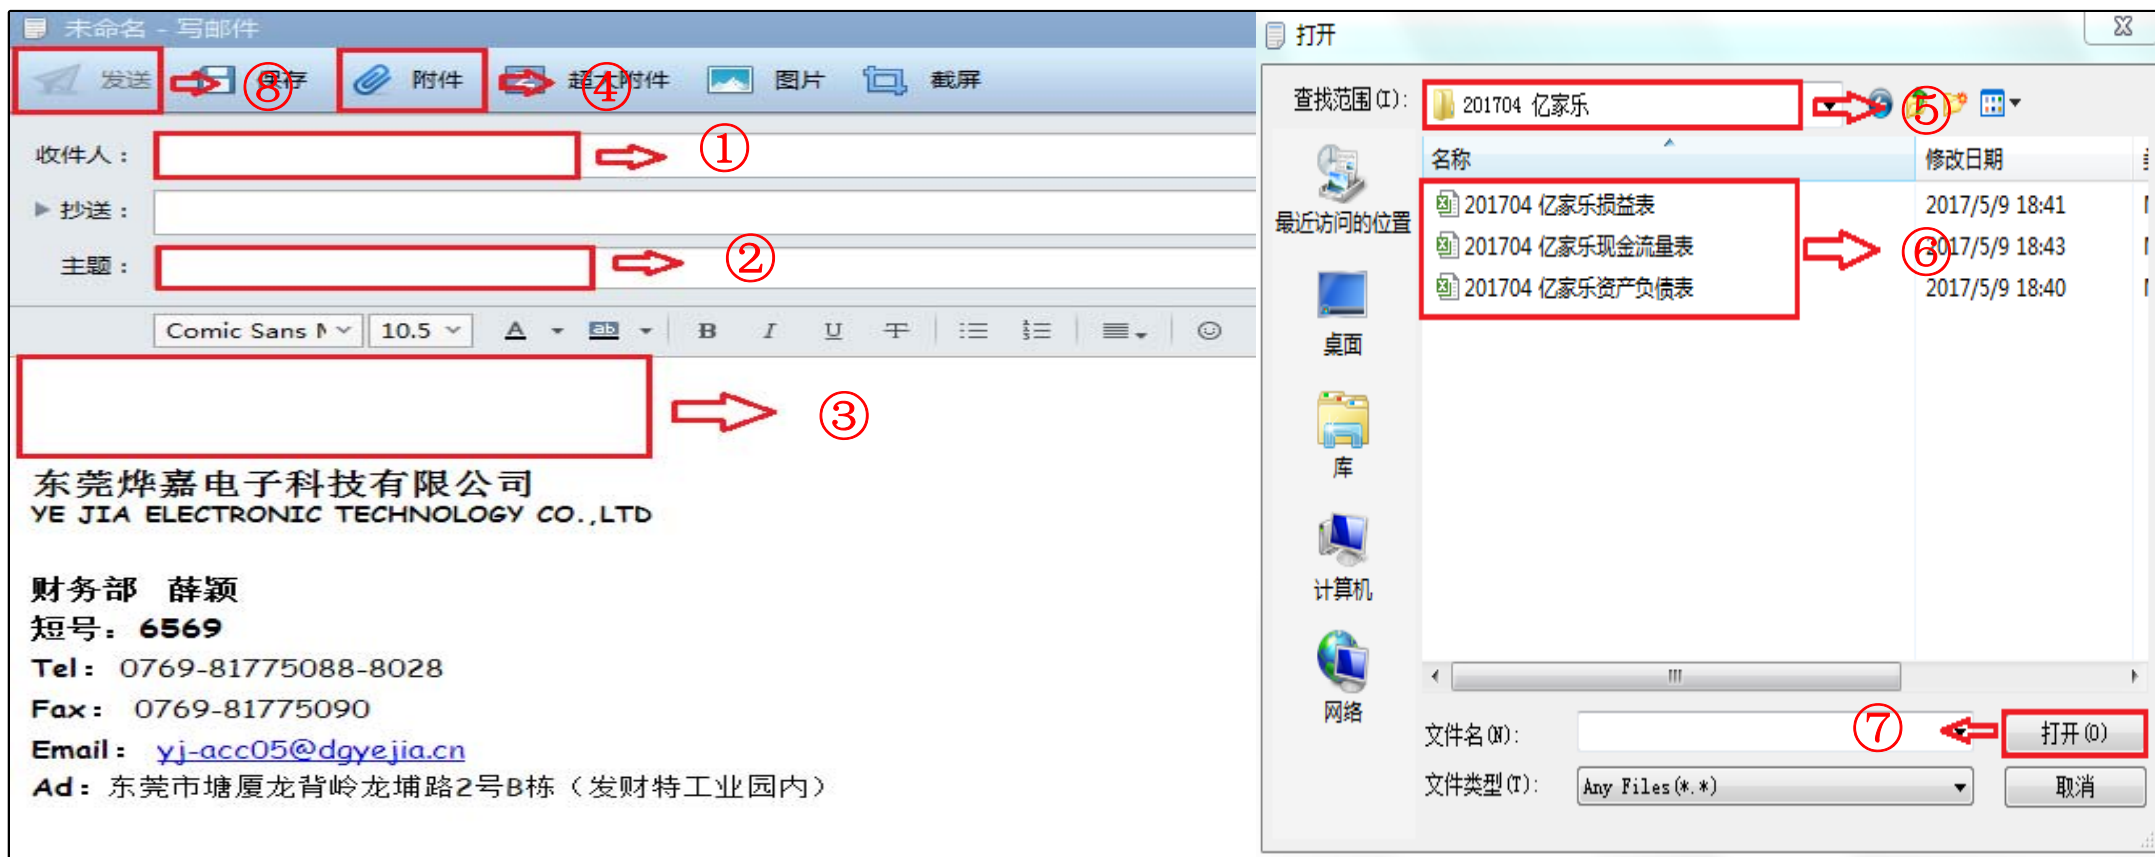 未命名 - 写邮件
发送 ⑧ 保存 附件 ④ 超大附件 图片 截屏
收件人： ①
抄送：
主题： ②
Comic Sans 10.5 A ab B I U
③
东莞烨嘉电子科技有限公司
YE JIA ELECTRONIC TECHNOLOGY CO.,LTD
财务部 薛颖
短号：6569
Tel： 0769-81775088-8028
Fax： 0769-81775090
Email： yj-acc05@dgyejia.cn
Ad：东莞市塘厦龙背岭龙埔路2号B栋（发财特工业园内）
打开
查找范围(I)： 201704 亿家乐 ⑤
名称 修改日期
201704 亿家乐损益表 2017/5/9 18:41
201704 亿家乐现金流量表 ⑥ 2017/5/9 18:43
201704 亿家乐资产负债表 2017/5/9 18:40
最近访问的位置
桌面
库
计算机
网络
文件名(N)： ⑦ 打开(O)
文件类型(T)： Any Files(*.*) 取消